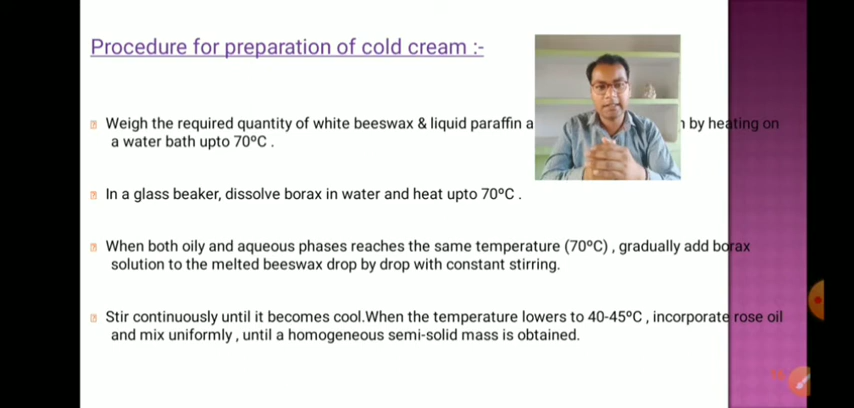 Procedure for preparation of cold cream :-
Weigh the required quantity of white beeswax & liquid paraffin a by heating on
a water bath upto 70ºC .
In a glass beaker, dissolve borax in water and heat upto 70ºC .
When both oily and aqueous phases reaches the same temperature (70ºC) , gradually add borax
solution to the melted beeswax drop by drop with constant stirring.
Stir continuously until it becomes cool.When the temperature lowers to 40-45ºC , incorporate rose oil
and mix uniformly , until a homogeneous semi-solid mass is obtained.